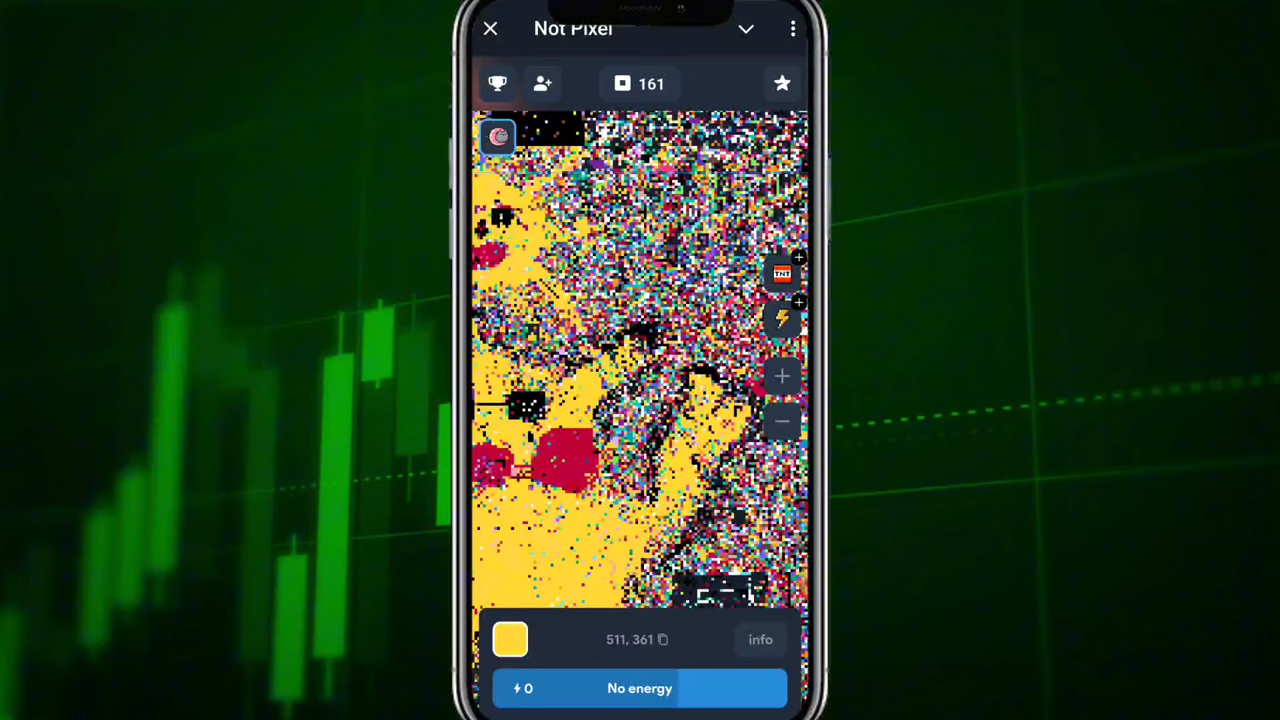 Not Pixel
161
TNT
511, 361
info
0
No energy